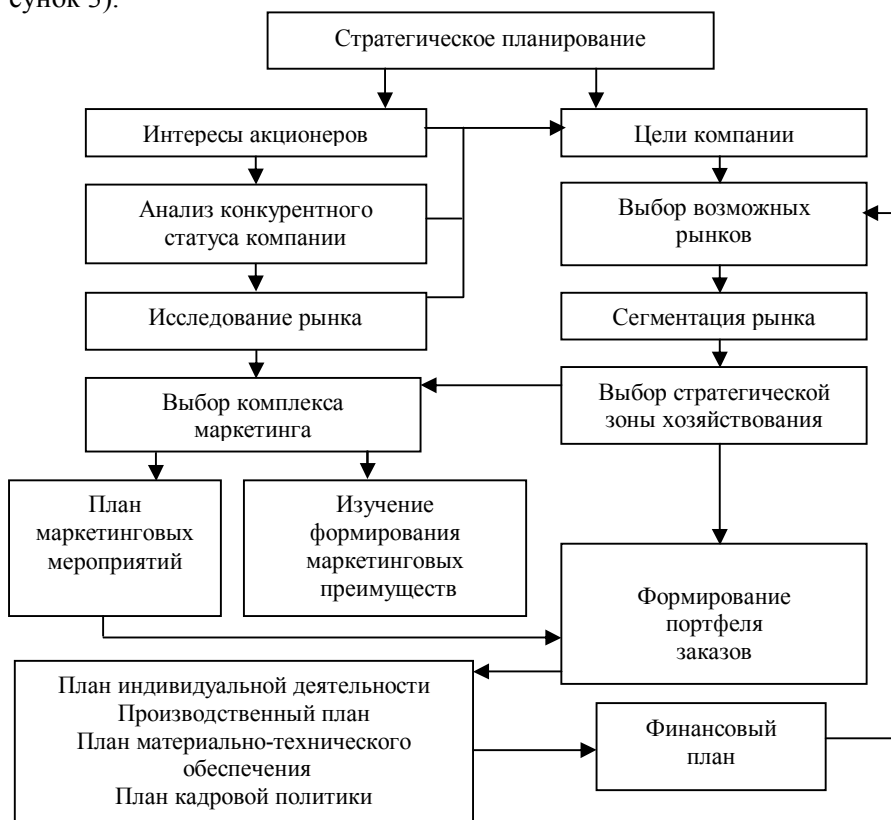 сунок 3).
Стратегическое планирование
Интересы акционеров
Цели компании
Анализ конкурентного
статуса компании
Выбор возможных
рынков
Исследование рынка
Сегментация рынка
Выбор комплекса
маркетинга
Выбор стратегической
зоны хозяйствования
План
маркетинговых
мероприятий
Изучение
формирования
маркетинговых
преимуществ
Формирование
портфеля
заказов
План индивидуальной деятельности
Производственный план
План материально-технического
обеспечения
План кадровой политики
Финансовый
план